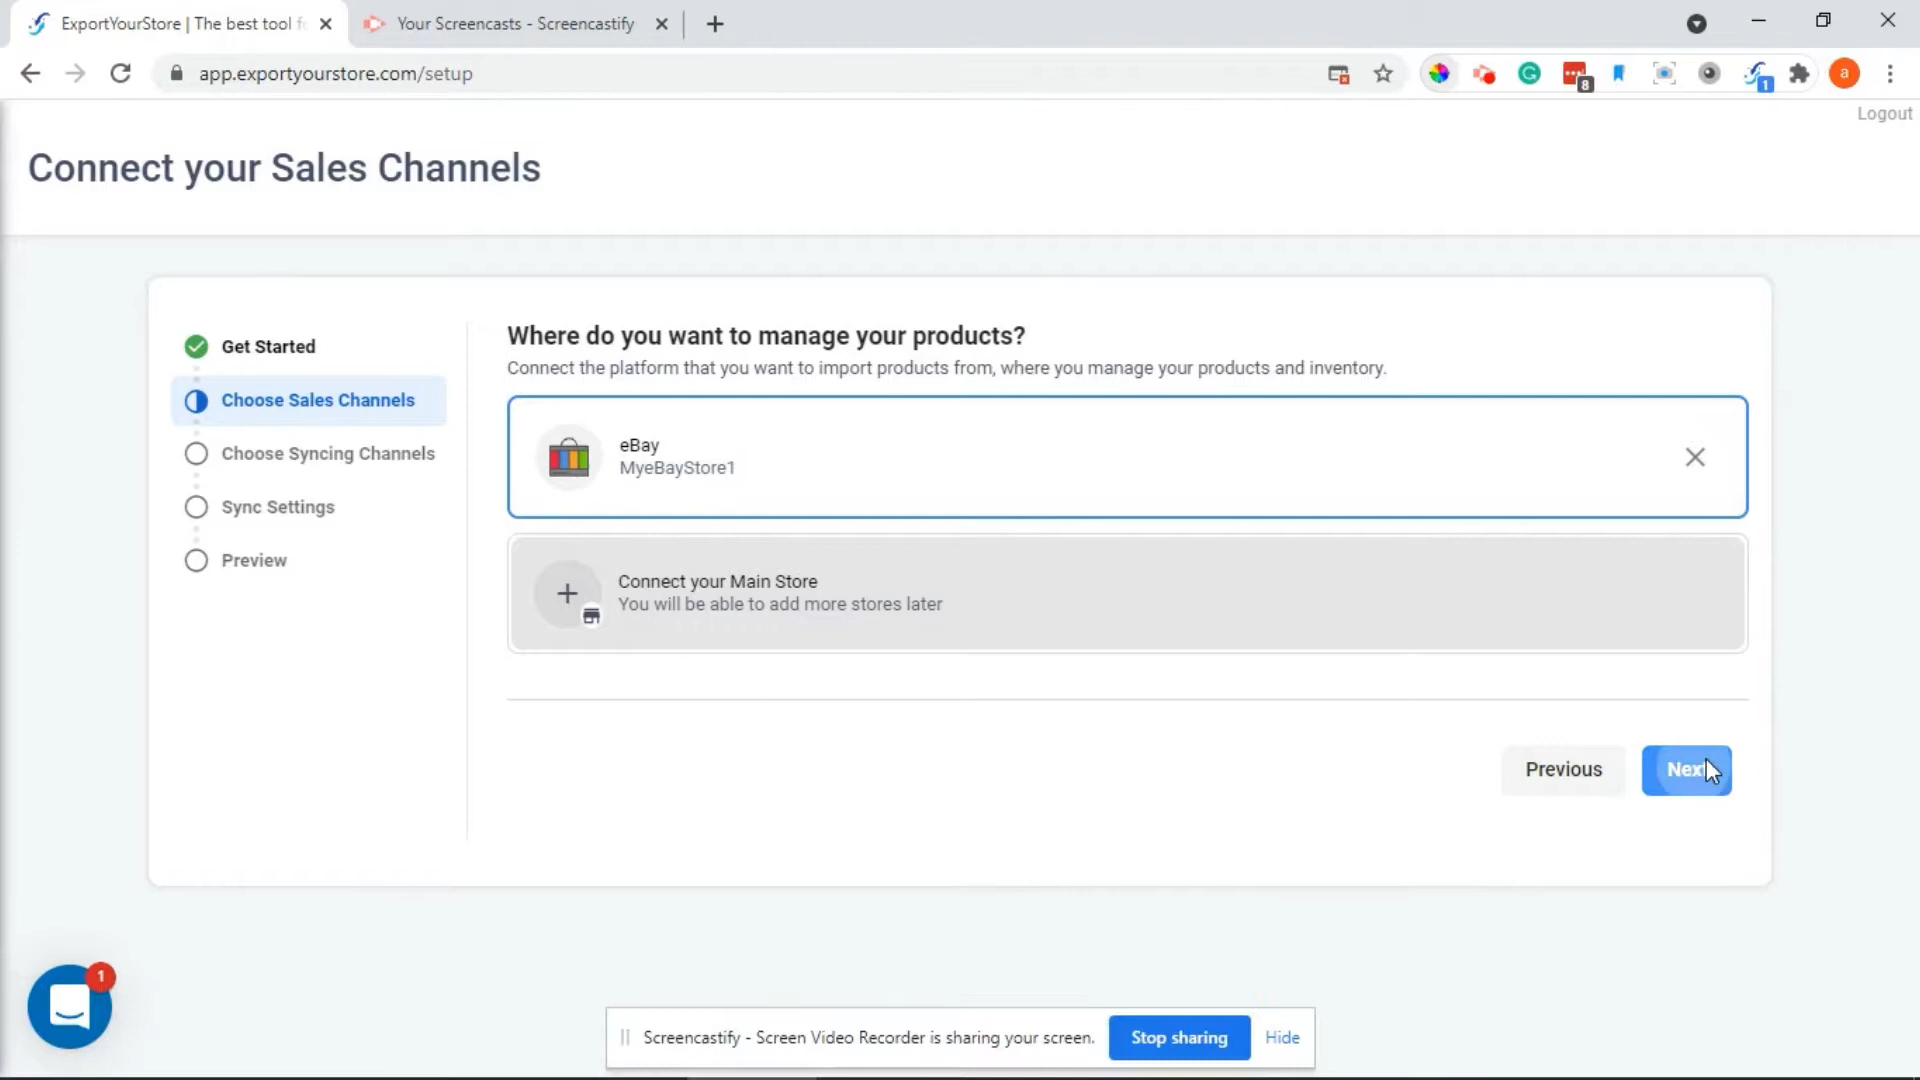 ExportYourStore | The best tool f
Your Screencasts - Screencastify
app.exportyourstore.com/setup
8
1
a
Logout
Connect your Sales Channels
Get Started
Choose Sales Channels
Choose Syncing Channels
Sync Settings
Preview
Where do you want to manage your products?
Connect the platform that you want to import products from, where you manage your products and inventory.
eBay
MyeBayStore1
Connect your Main Store
You will be able to add more stores later
Previous
Next
1
Screencastify - Screen Video Recorder is sharing your screen.
Stop sharing
Hide